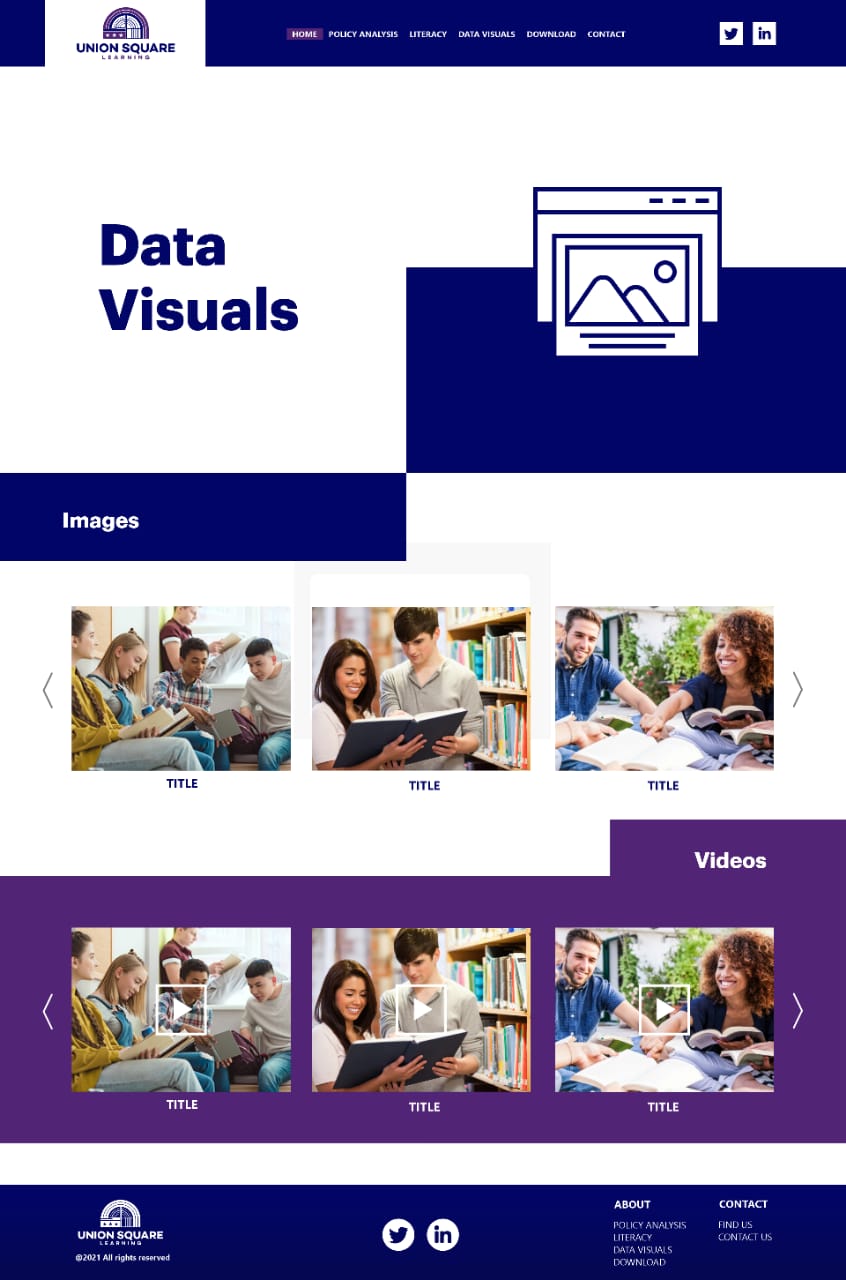 UNION SQUARE
LEARNING
HOME POLICY ANALYSIS LITERACY DATA VISUALS DOWNLOAD CONTACT
in
Data
Visuals
Images
TITLE TITLE TITLE
Videos
TITLE TITLE TITLE
UNION SQUARE
LEARNING
©2021 All rights reserved
in
ABOUT
POLICY ANALYSIS
LITERACY
DATA VISUALS
DOWNLOAD
CONTACT
FIND US
CONTACT US